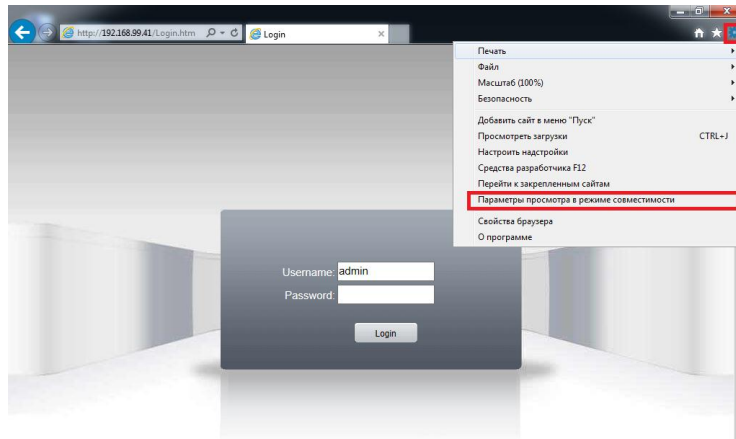 http://192.168.99.41/Login.htm
Login
Печать
Файл
Масштаб (100%)
Безопасность
Добавить сайт в меню "Пуск"
Просмотреть загрузки CTRL+J
Настроить надстройки
Средства разработчика F12
Перейти к закрепленным сайтам
Параметры просмотра в режиме совместимости
Свойства браузера
О программе
Username: admin
Password:
Login